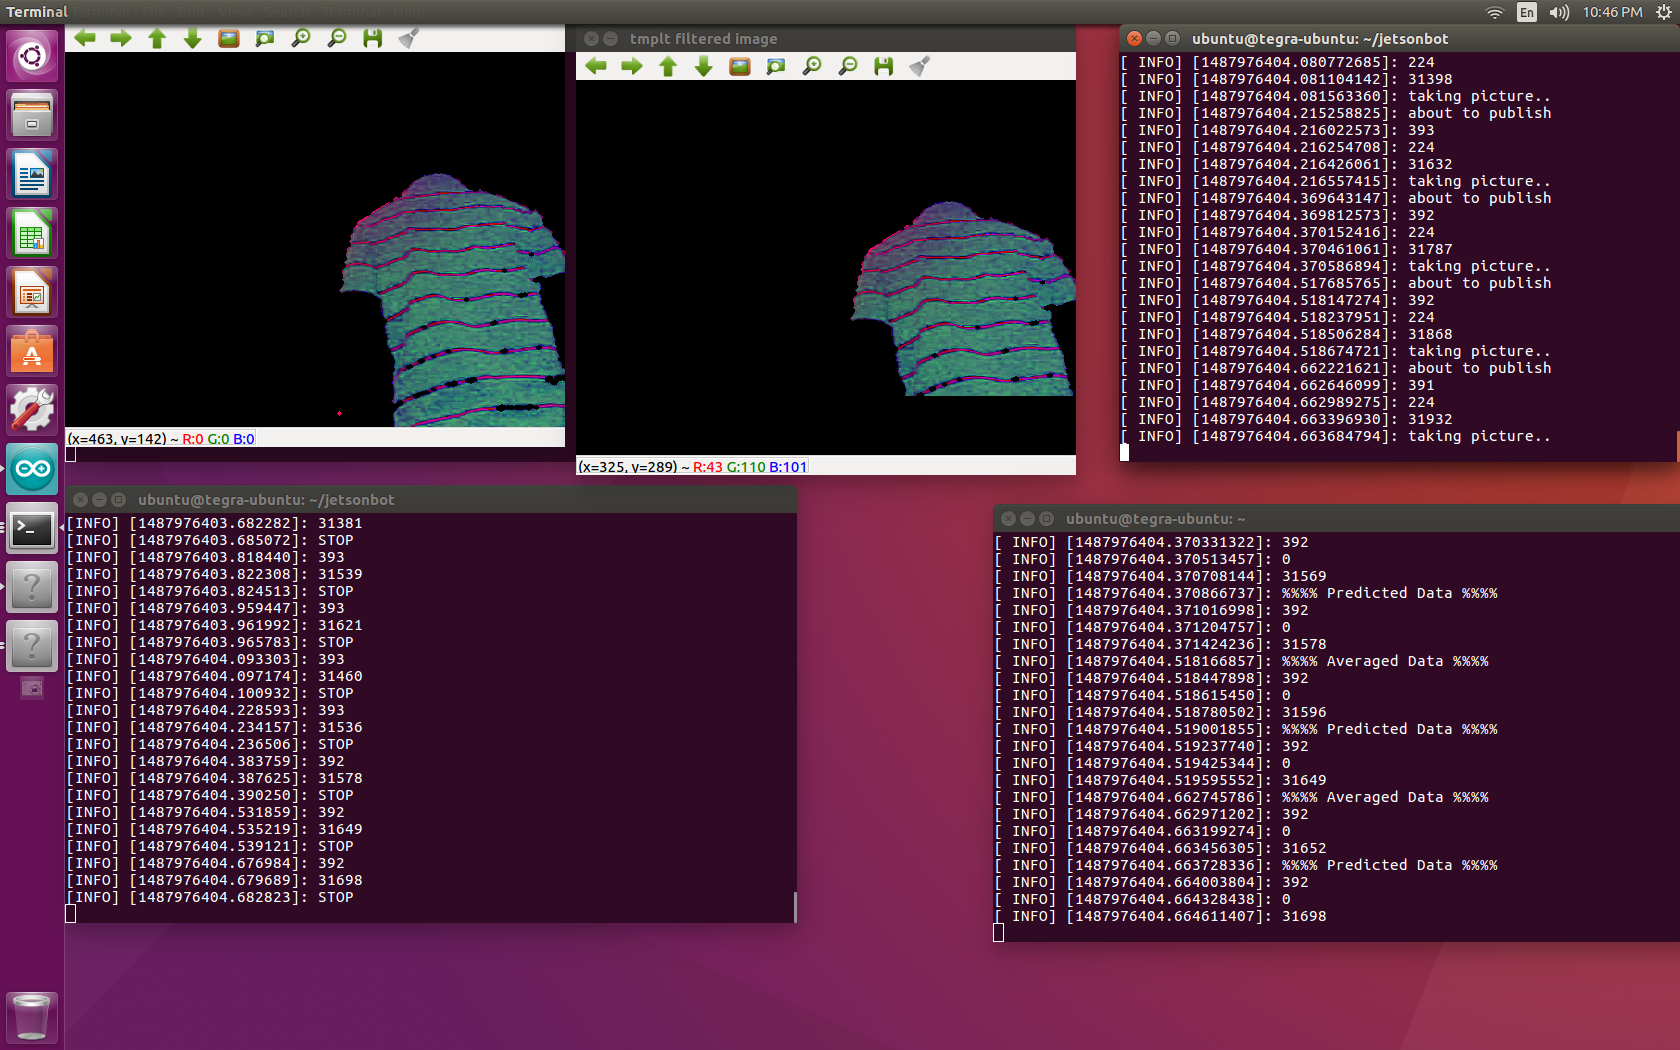 Terminal
Terminal File Edit View Search Terminal Help
En
10:46 PM
(x=463, y=142) ~ R:0 G:0 B:0
tmplt filtered image
(x=325, y=289) ~ R:43 G:110 B:101
ubuntu@tegra-ubuntu: ~/jetsonbot
[ INFO] [1487976404.080772685]: 224
[ INFO] [1487976404.081104142]: 31398
[ INFO] [1487976404.081563360]: taking picture..
[ INFO] [1487976404.215258825]: about to publish
[ INFO] [1487976404.216022573]: 393
[ INFO] [1487976404.216254708]: 224
[ INFO] [1487976404.216426061]: 31632
[ INFO] [1487976404.216557415]: taking picture..
[ INFO] [1487976404.369643147]: about to publish
[ INFO] [1487976404.369812573]: 392
[ INFO] [1487976404.370152416]: 224
[ INFO] [1487976404.370461061]: 31787
[ INFO] [1487976404.370586894]: taking picture..
[ INFO] [1487976404.517685765]: about to publish
[ INFO] [1487976404.518147274]: 392
[ INFO] [1487976404.518237951]: 224
[ INFO] [1487976404.518506284]: 31868
[ INFO] [1487976404.518674721]: taking picture..
[ INFO] [1487976404.662221621]: about to publish
[ INFO] [1487976404.662646099]: 391
[ INFO] [1487976404.662989275]: 224
[ INFO] [1487976404.663396930]: 31932
[ INFO] [1487976404.663684794]: taking picture..
ubuntu@tegra-ubuntu: ~/jetsonbot
[INFO] [1487976403.682282]: 31381
[INFO] [1487976403.685072]: STOP
[INFO] [1487976403.818440]: 393
[INFO] [1487976403.822308]: 31539
[INFO] [1487976403.824513]: STOP
[INFO] [1487976403.959447]: 393
[INFO] [1487976403.961992]: 31621
[INFO] [1487976403.965783]: STOP
[INFO] [1487976404.093303]: 393
[INFO] [1487976404.097174]: 31460
[INFO] [1487976404.100932]: STOP
[INFO] [1487976404.228593]: 393
[INFO] [1487976404.234157]: 31536
[INFO] [1487976404.236506]: STOP
[INFO] [1487976404.383759]: 392
[INFO] [1487976404.387625]: 31578
[INFO] [1487976404.390250]: STOP
[INFO] [1487976404.531859]: 392
[INFO] [1487976404.535219]: 31649
[INFO] [1487976404.539121]: STOP
[INFO] [1487976404.676984]: 392
[INFO] [1487976404.679689]: 31698
[INFO] [1487976404.682823]: STOP
ubuntu@tegra-ubuntu: ~
[ INFO] [1487976404.370331322]: 392
[ INFO] [1487976404.370513457]: 0
[ INFO] [1487976404.370708144]: 31569
[ INFO] [1487976404.370866737]: %%%% Predicted Data %%%%
[ INFO] [1487976404.371016998]: 392
[ INFO] [1487976404.371204757]: 0
[ INFO] [1487976404.371424236]: 31578
[ INFO] [1487976404.518166857]: %%%% Averaged Data %%%%
[ INFO] [1487976404.518447898]: 392
[ INFO] [1487976404.518615450]: 0
[ INFO] [1487976404.518780502]: 31596
[ INFO] [1487976404.519001855]: %%%% Predicted Data %%%%
[ INFO] [1487976404.519237740]: 392
[ INFO] [1487976404.519425344]: 0
[ INFO] [1487976404.519595552]: 31649
[ INFO] [1487976404.662745786]: %%%% Averaged Data %%%%
[ INFO] [1487976404.662971202]: 392
[ INFO] [1487976404.663199274]: 0
[ INFO] [1487976404.663456305]: 31652
[ INFO] [1487976404.663728336]: %%%% Predicted Data %%%%
[ INFO] [1487976404.664003804]: 392
[ INFO] [1487976404.664328438]: 0
[ INFO] [1487976404.664611407]: 31698